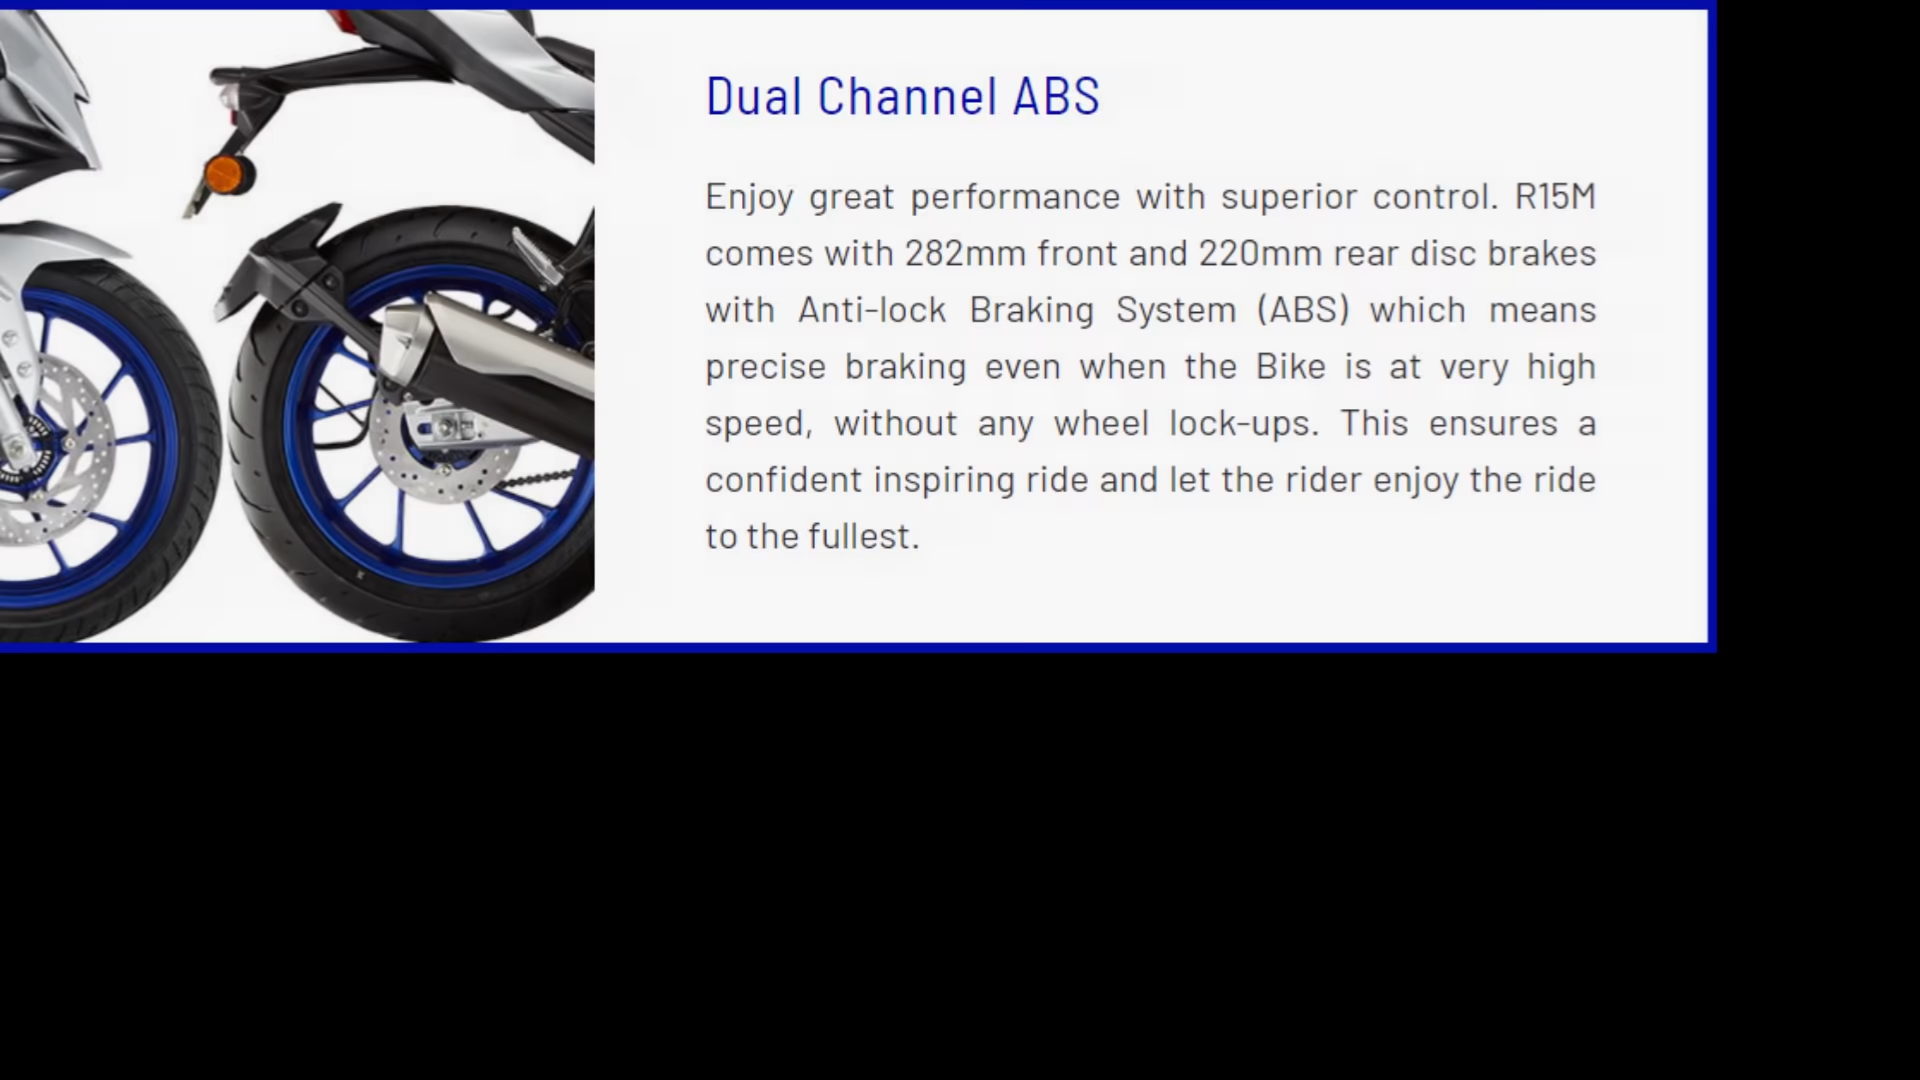 Dual Channel ABS
Enjoy great performance with superior control. R15M
comes with 282mm front and 220mm rear disc brakes
with Anti-lock Braking System (ABS) which means
precise braking even when the Bike is at very high
speed, without any wheel lock-ups. This ensures a
confident inspiring ride and let the rider enjoy the ride
to the fullest.